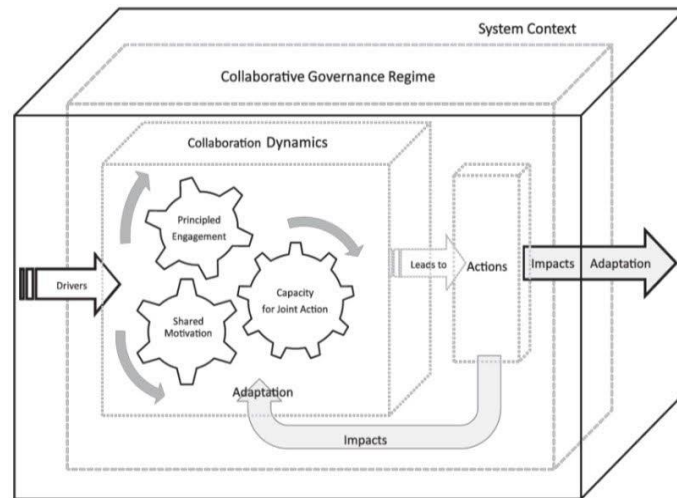 System Context
Collaborative Governance Regime
Collaboration Dynamics
Principled
Engagement
Drivers
Shared
Motivation
Capacity
for Joint Action
Leads to
Actions
Impacts
Adaptation
Adaptation
Impacts